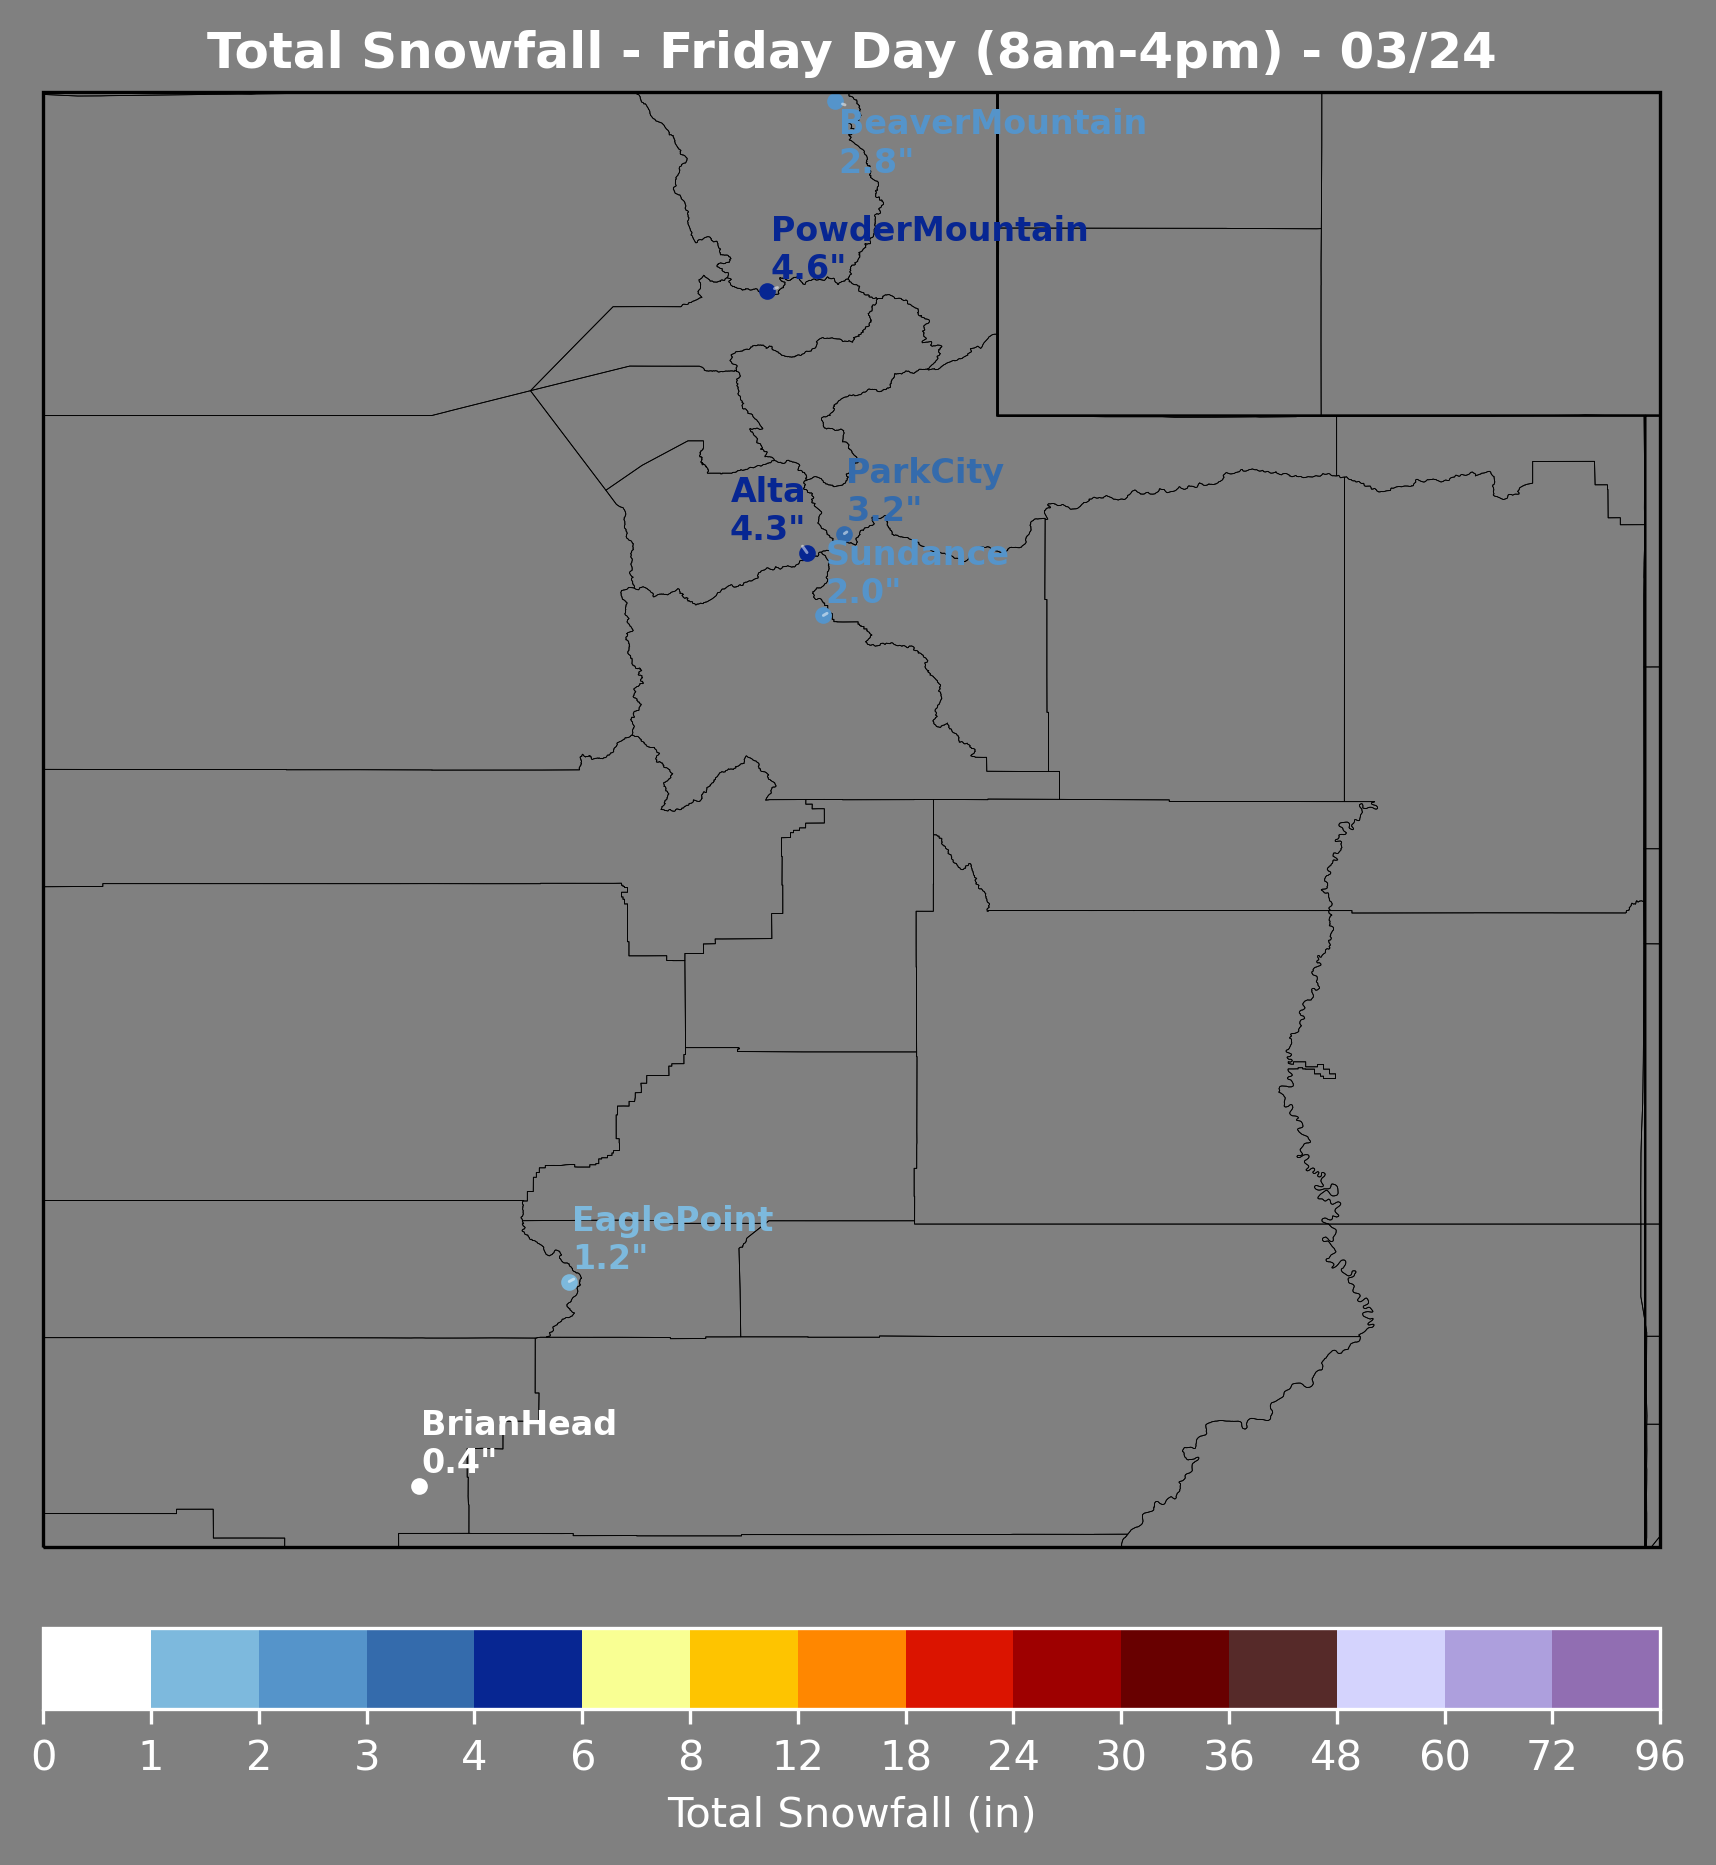 Total Snowfall - Friday Day (8am-4pm) - 03/24
BeaverMountain
2.8"
PowderMountain
4.6"
ParkCity
3.2"
Alta
4.3"
Sundance
2.0"
EaglePoint
1.2"
BrianHead
0.4"
0 1 2 3 4 6 8 12 18 24 30 36 48 60 72 96
Total Snowfall (in)